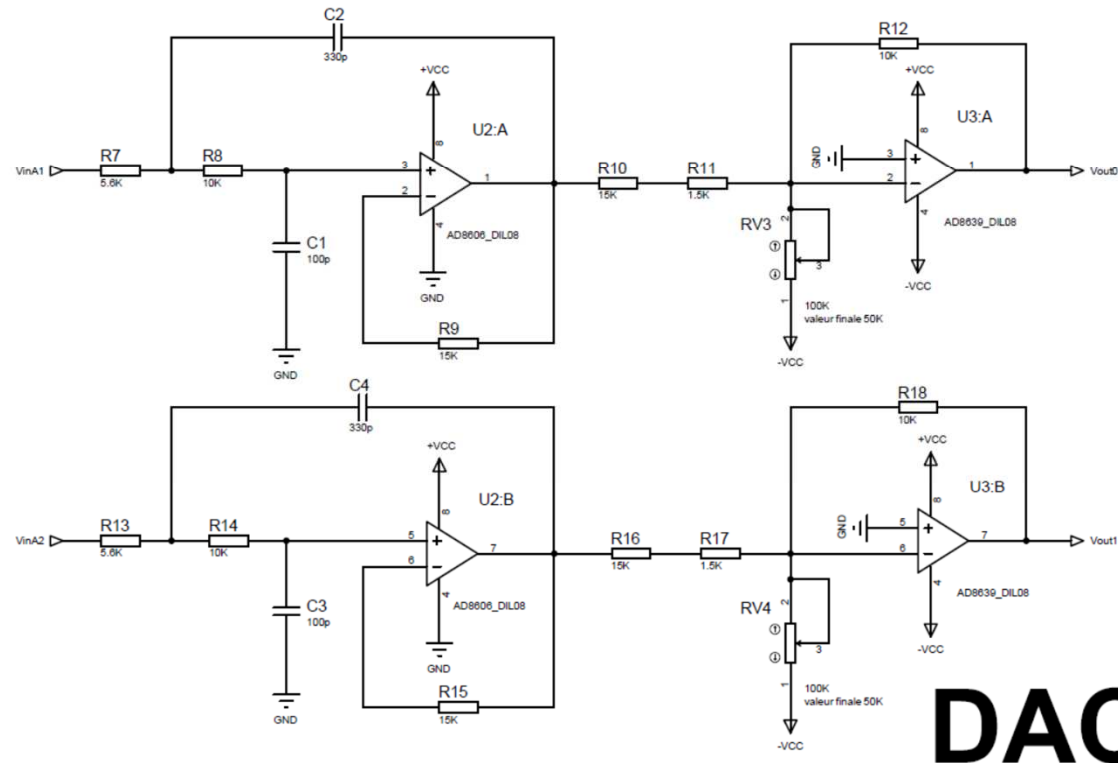 C2
330p
R12
10K
+VCC
+VCC
8
8
U2:A
U3:A
VinA1
R7
5.6K
R8
10K
3
2
1
4
AD8606_DIL08
GND
R10
15K
R11
1.5K
GND
3
2
1
4
AD8639_DIL08
-VCC
Vout0
C1
100p
GND
R9
15K
RV3
2
3
1
100K
valeur finale 50K
-VCC
C4
330p
R18
10K
+VCC
+VCC
8
8
U2:B
U3:B
VinA2
R13
5.6K
R14
10K
5
6
7
4
AD8606_DIL08
GND
R16
15K
R17
1.5K
GND
5
6
7
4
AD8639_DIL08
-VCC
Vout1
C3
100p
GND
R15
15K
RV4
2
3
1
100K
valeur finale 50K
-VCC
DAC